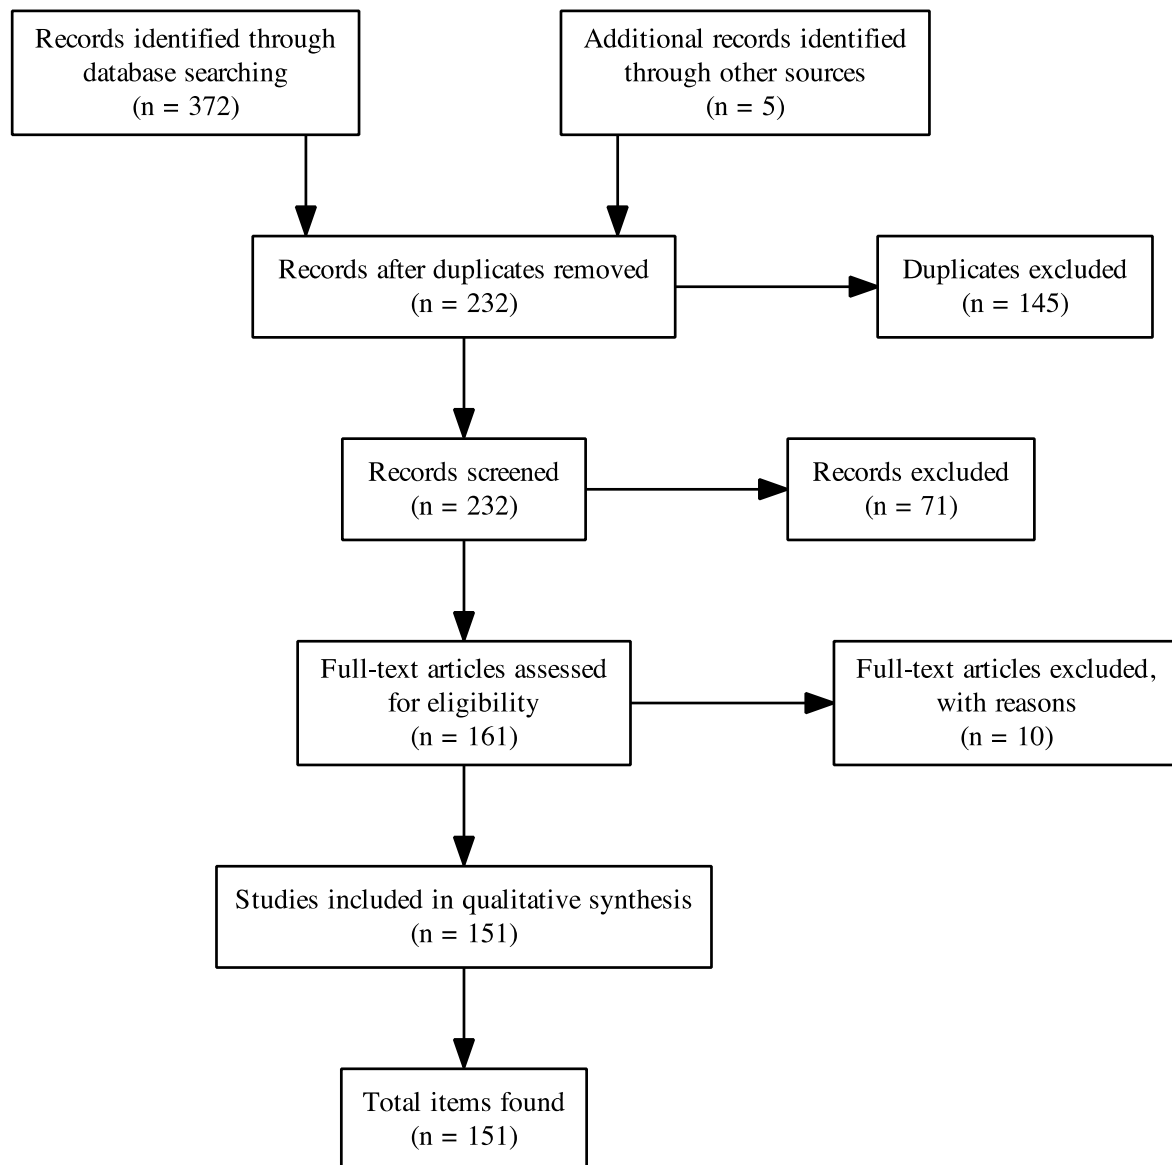 Records identified through
database searching
(n = 372)
Additional records identified
through other sources
(n = 5)
Records after duplicates removed
(n = 232)
Duplicates excluded
(n = 145)
Records screened
(n = 232)
Records excluded
(n = 71)
Full-text articles assessed
for eligibility
(n = 161)
Full-text articles excluded,
with reasons
(n = 10)
Studies included in qualitative synthesis
(n = 151)
Total items found
(n = 151)